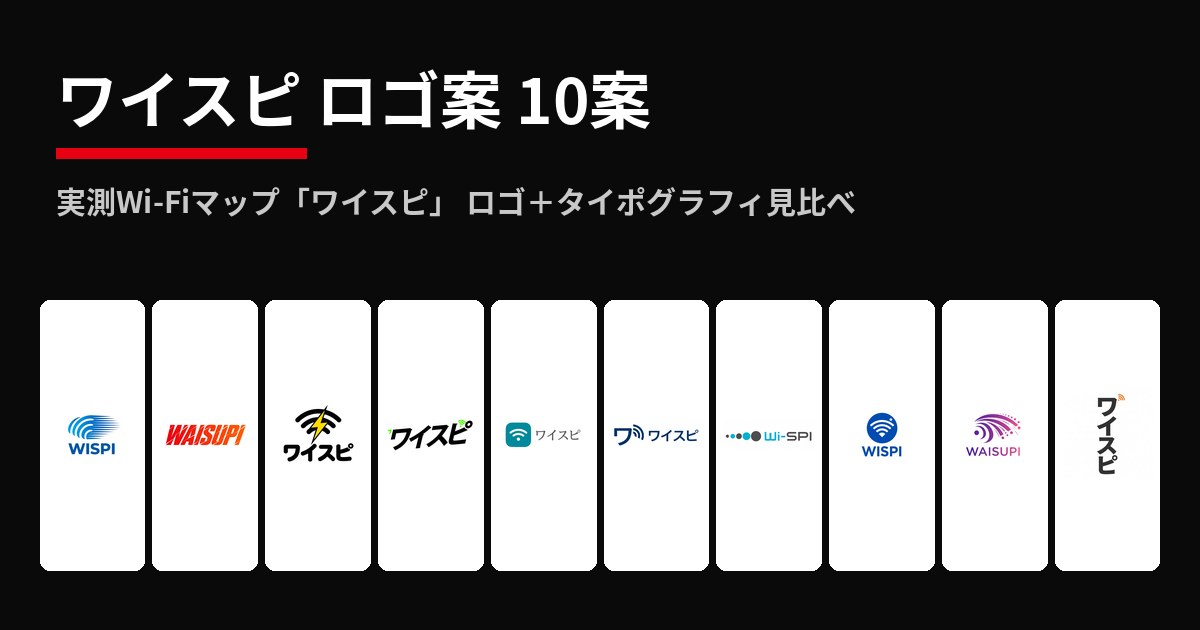 ワイスピ ロゴ案 10案
実測Wi-Fiマップ「ワイスピ」 ロゴ＋タイポグラフィ見比べ
WISPI
WAISUPI
ワイスピ
ワイスピ
ワイスピ
ワ ワイスピ
Wi-SPI
WISPI
WAISUPI
ワイスピ